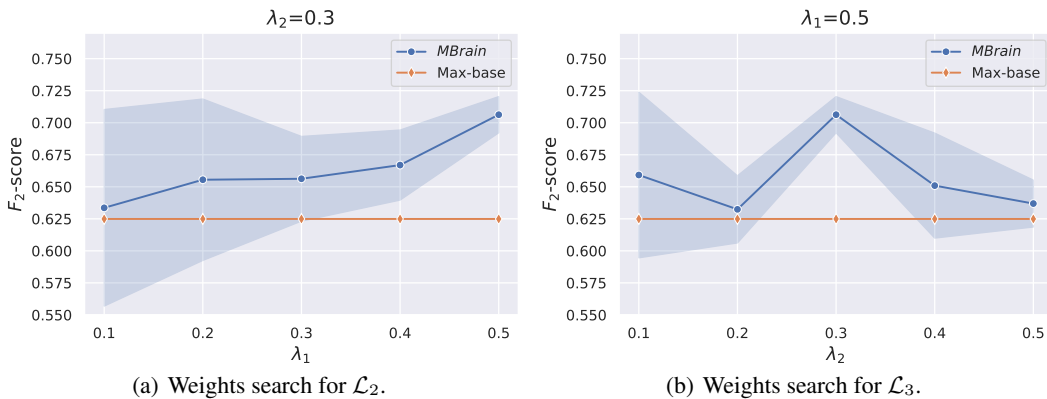 λ₂=0.3
MBrain
Max-base
F₂-score
0.750
0.725
0.700
0.675
0.650
0.625
0.600
0.575
0.550
0.1 0.2 0.3 0.4 0.5
λ₁
(a) Weights search for ℒ₂.
λ₁=0.5
MBrain
Max-base
F₂-score
0.750
0.725
0.700
0.675
0.650
0.625
0.600
0.575
0.550
0.1 0.2 0.3 0.4 0.5
λ₂
(b) Weights search for ℒ₃.